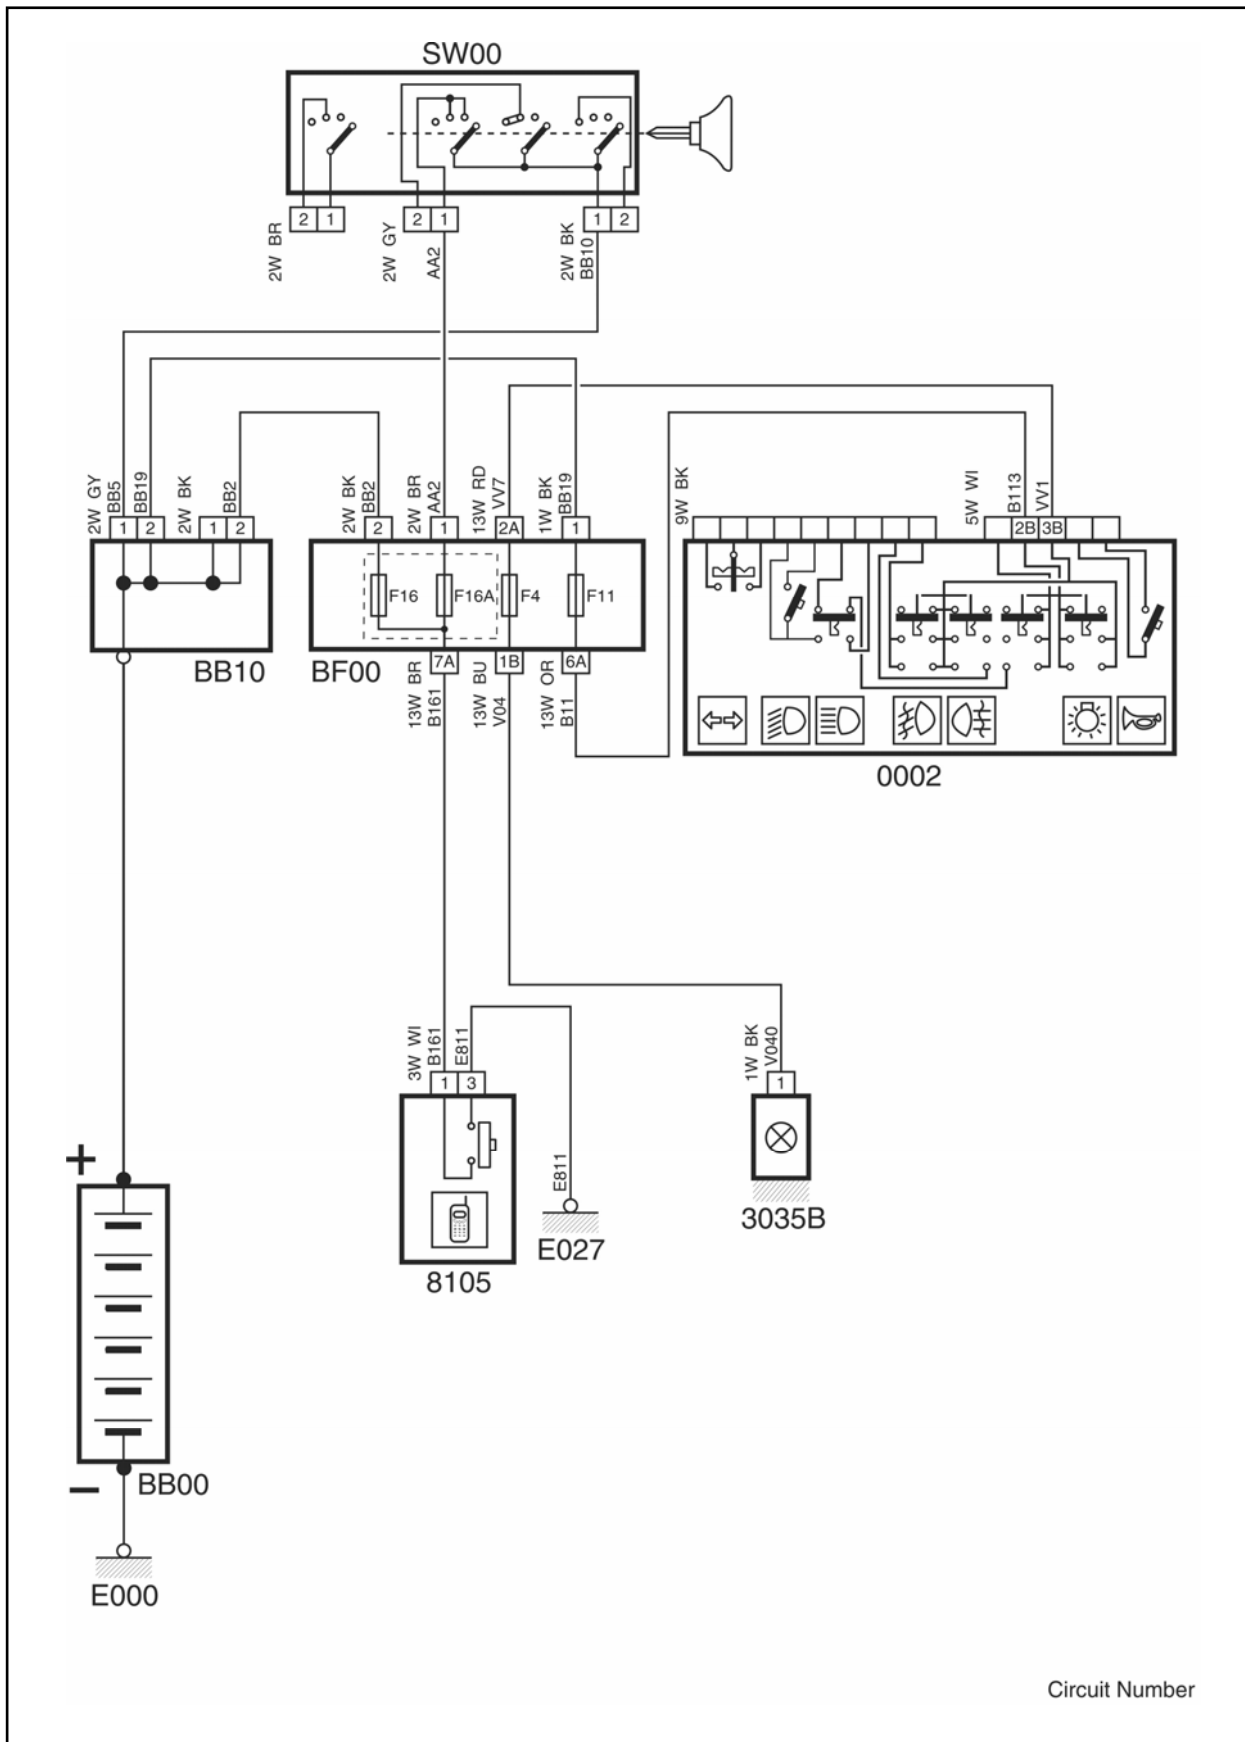 SW00
2 1
2 1
1 2
2W BR
2W GY
AA2
2W BK
BB10
2W GY
BB5
BB19
2W BK
BB2
2W BK
BB2
2W BR
AA2
13W RD
VV7
1W BK
BB19
9W BK
5W WI
B113
VV1
1 2
1 2
2
1
2A
1
2B 3B
F16
F16A
F4
F11
BB10
BF00
7A
1B
6A
13W BR
B161
13W BU
V04
13W OR
B11
0002
3W WI
B161
E811
1W BK
V040
1 3
1
E811
+
3035B
E027
8105
−
BB00
E000
Circuit Number